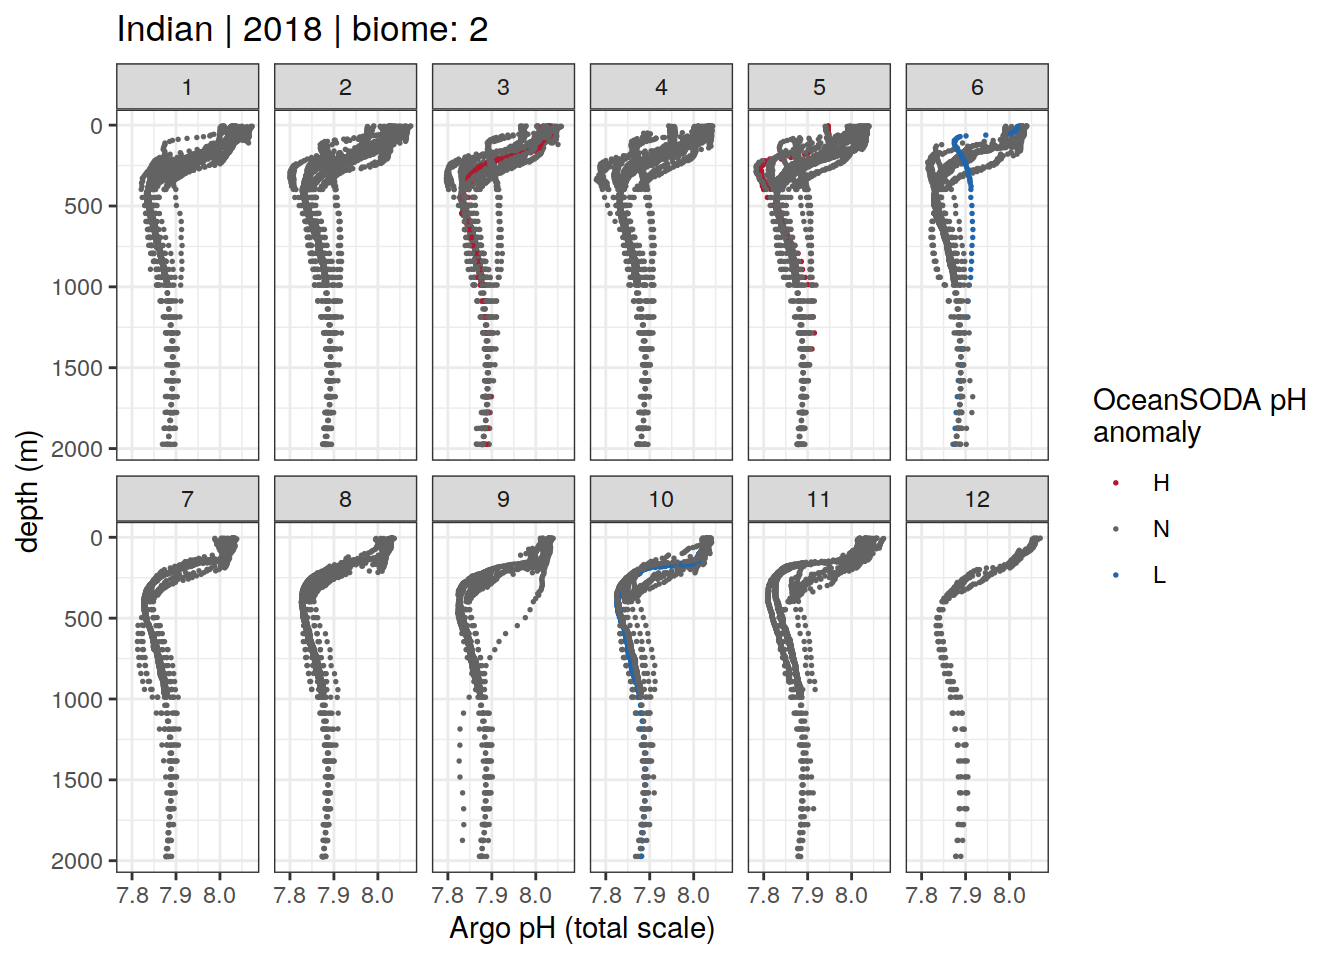 Indian | 2018 | biome: 2
1 2 3 4 5 6
0
500
1000
1500
2000
7 8 9 10 11 12
0
500
1000
1500
2000
7.8 7.9 8.0 7.8 7.9 8.0 7.8 7.9 8.0 7.8 7.9 8.0 7.8 7.9 8.0 7.8 7.9 8.0
Argo pH (total scale)
depth (m)
OceanSODA pH
anomaly
H
N
L